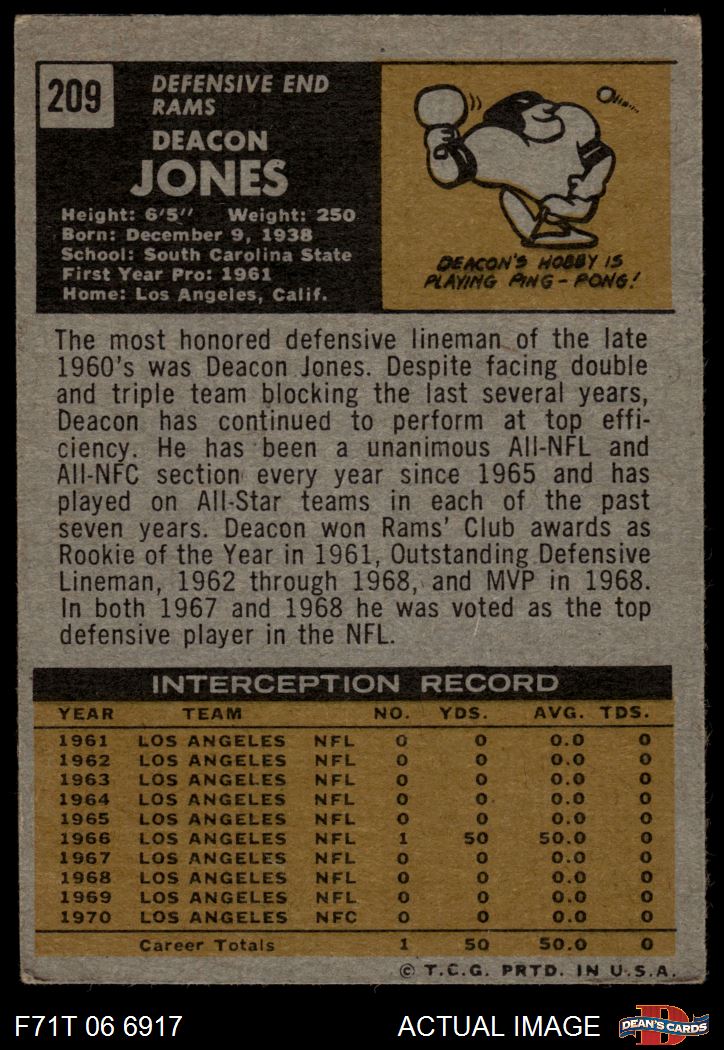 209
DEFENSIVE END
RAMS
DEACON
JONES
Height: 6'5" Weight: 250
Born: December 9, 1938
School: South Carolina State
First Year Pro: 1961
Home: Los Angeles, Calif.
DEACON'S HOBBY IS
PLAYING PING-PONG!
The most honored defensive lineman of the late
1960's was Deacon Jones. Despite facing double
and triple team blocking the last several years,
Deacon has continued to perform at top effi-
ciency. He has been a unanimous All-NFL and
All-NFC section every year since 1965 and has
played on All-Star teams in each of the past
seven years. Deacon won Rams' Club awards as
Rookie of the Year in 1961, Outstanding Defensive
Lineman, 1962 through 1968, and MVP in 1968.
In both 1967 and 1968 he was voted as the top
defensive player in the NFL.
INTERCEPTION RECORD
YEAR TEAM NO. YDS. AVG. TDS.
1961 LOS ANGELES NFL 0 0 0.0 0
1962 LOS ANGELES NFL 0 0 0.0 0
1963 LOS ANGELES NFL 0 0 0.0 0
1964 LOS ANGELES NFL 0 0 0.0 0
1965 LOS ANGELES NFL 0 0 0.0 0
1966 LOS ANGELES NFL 1 50 50.0 0
1967 LOS ANGELES NFL 0 0 0.0 0
1968 LOS ANGELES NFL 0 0 0.0 0
1969 LOS ANGELES NFL 0 0 0.0 0
1970 LOS ANGELES NFC 0 0 0.0 0
Career Totals 1 50 50.0 0
© T.C.G. PRTD. IN U.S.A.
F71T 06 6917 ACTUAL IMAGE
D
DEAN'S CARDS